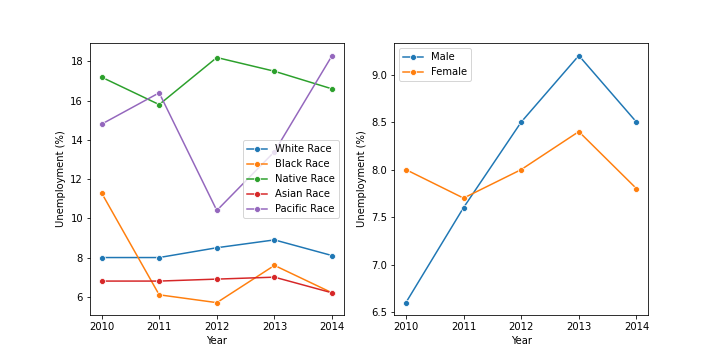 18
16
14
12
10
8
6
Unemployment (%)
White Race
Black Race
Native Race
Asian Race
Pacific Race
2010 2011 2012 2013 2014
Year
9.0
8.5
8.0
7.5
7.0
6.5
Unemployment (%)
Male
Female
2010 2011 2012 2013 2014
Year